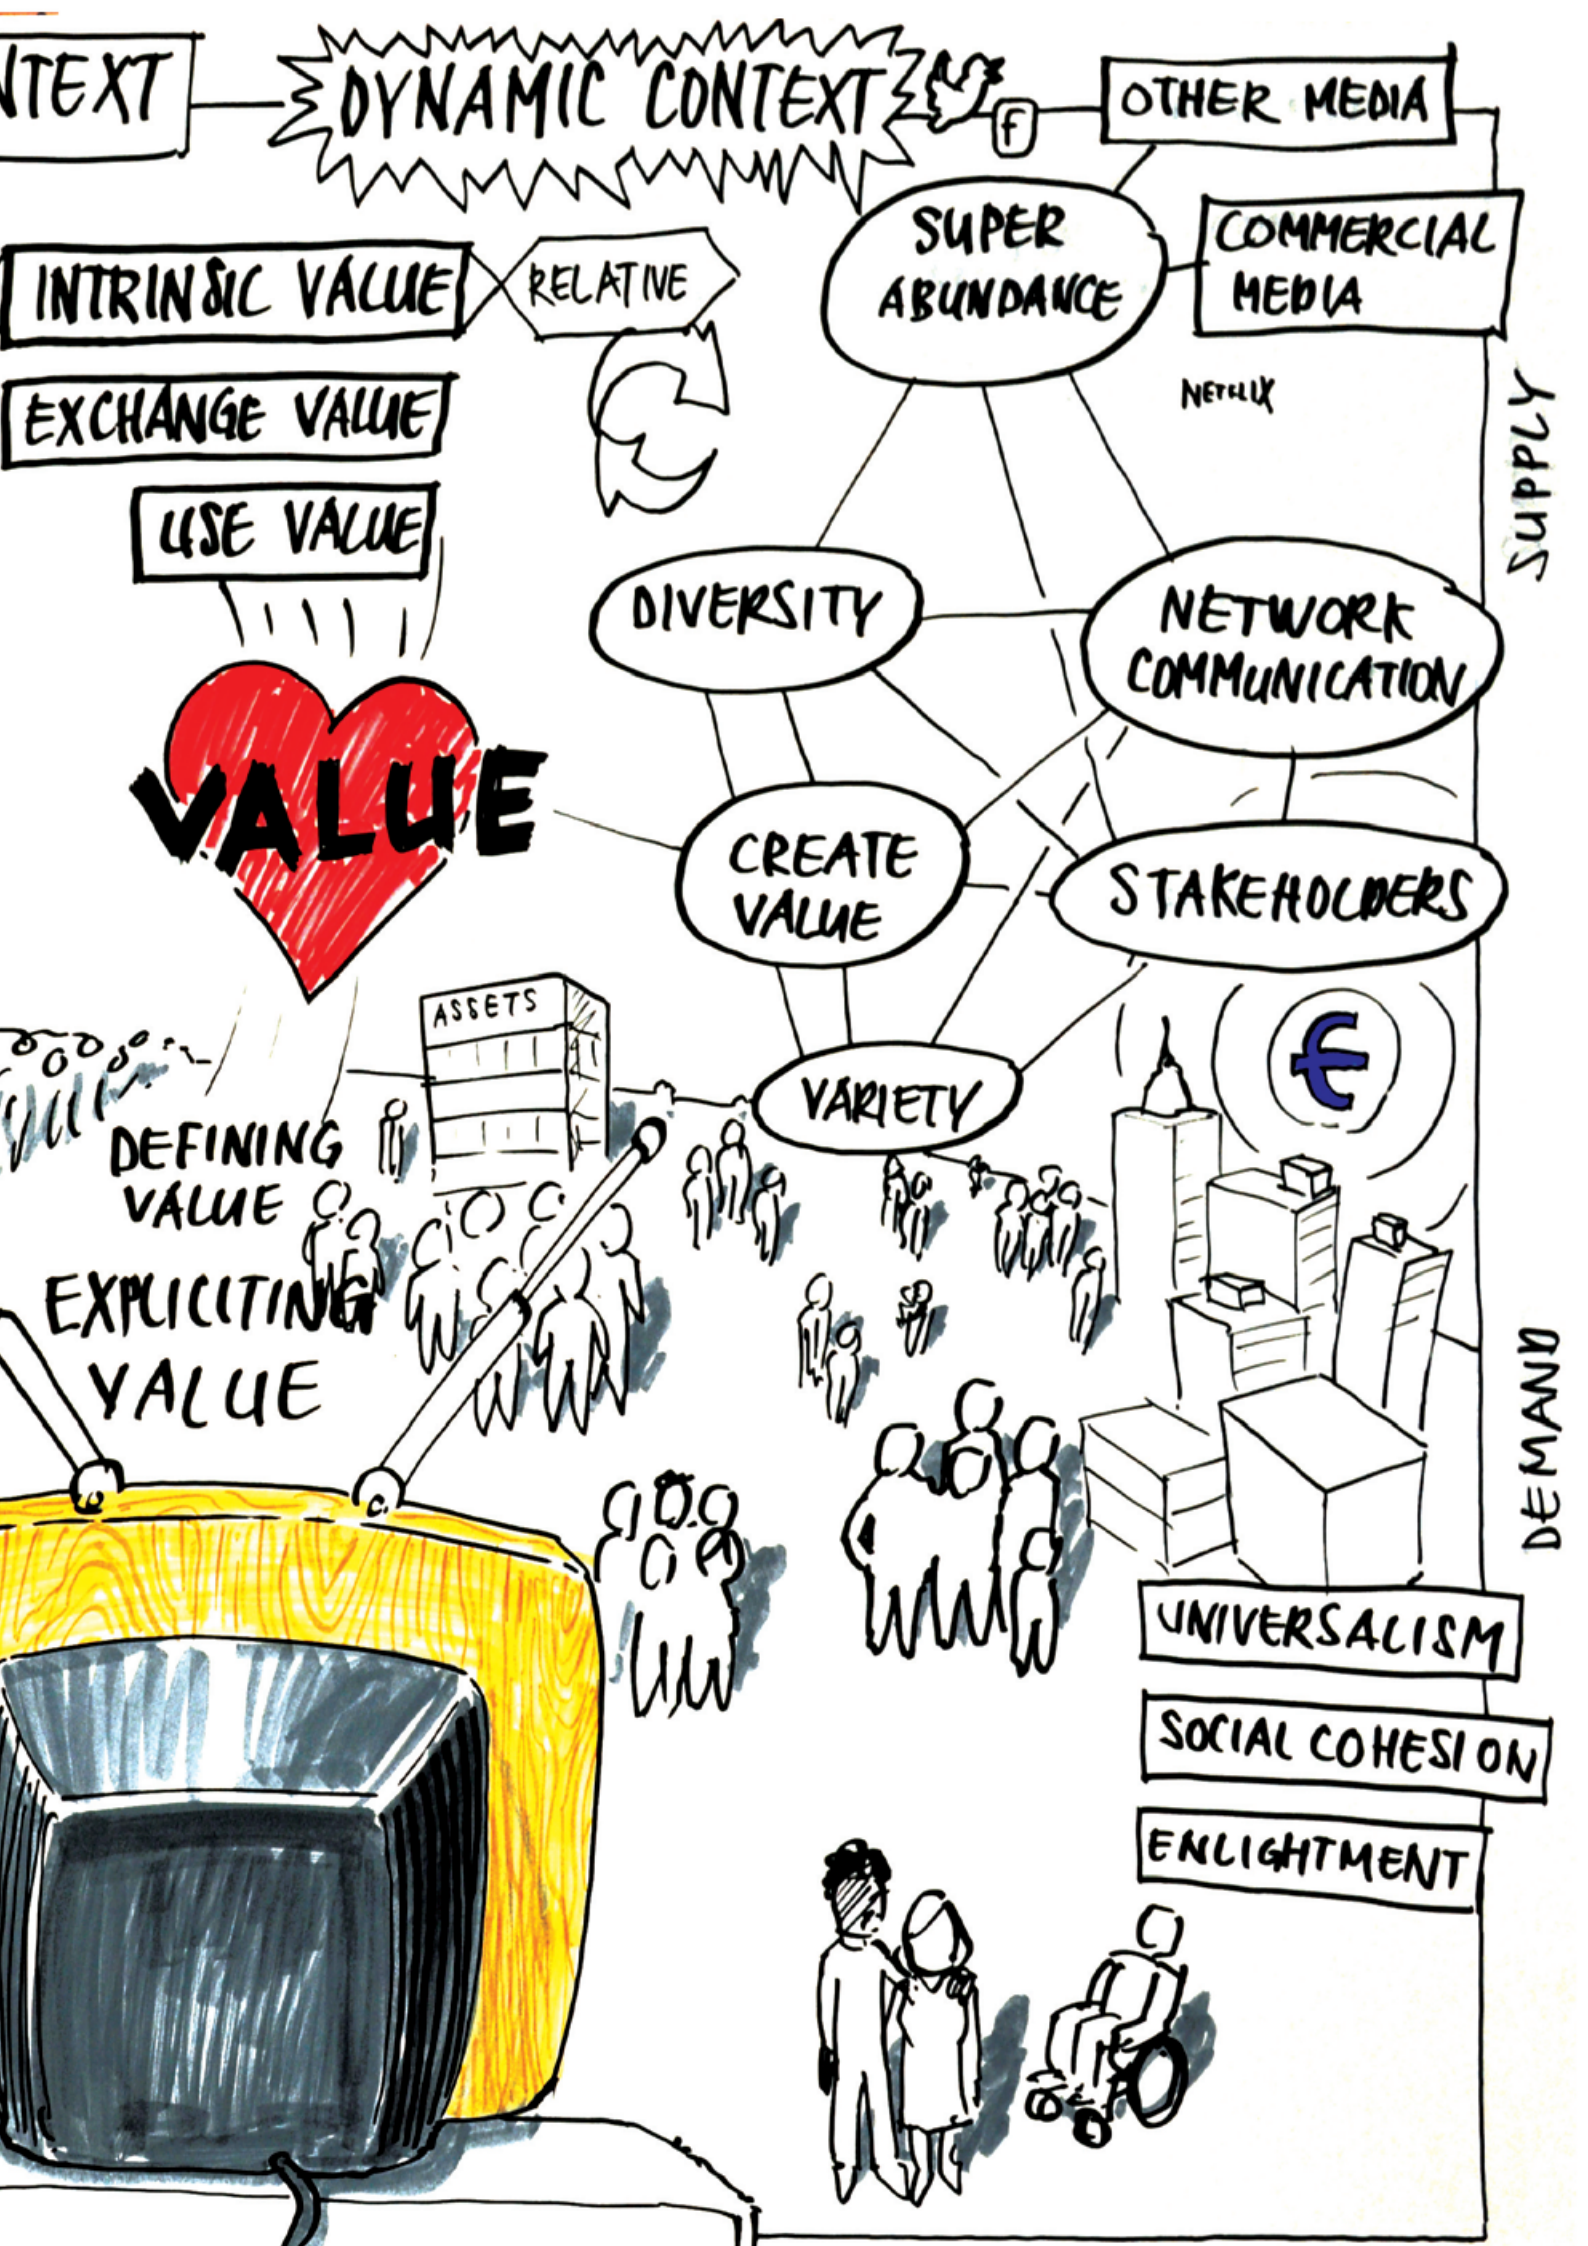 NTEXT
DYNAMIC CONTEXT
f
OTHER MEDIA
SUPER
ABUNDANCE
COMMERCIAL
MEDIA
INTRINSIC VALUE
RELATIVE
EXCHANGE VALUE
NETFLIX
SUPPLY
USE VALUE
DIVERSITY
NETWORK
COMMUNICATION
VALUE
CREATE
VALUE
STAKEHOLDERS
ASSETS
€
VARIETY
DEFINING
VALUE
EXPLICITING
VALUE
DEMAND
UNIVERSALISM
SOCIAL COHESION
ENLIGHTMENT